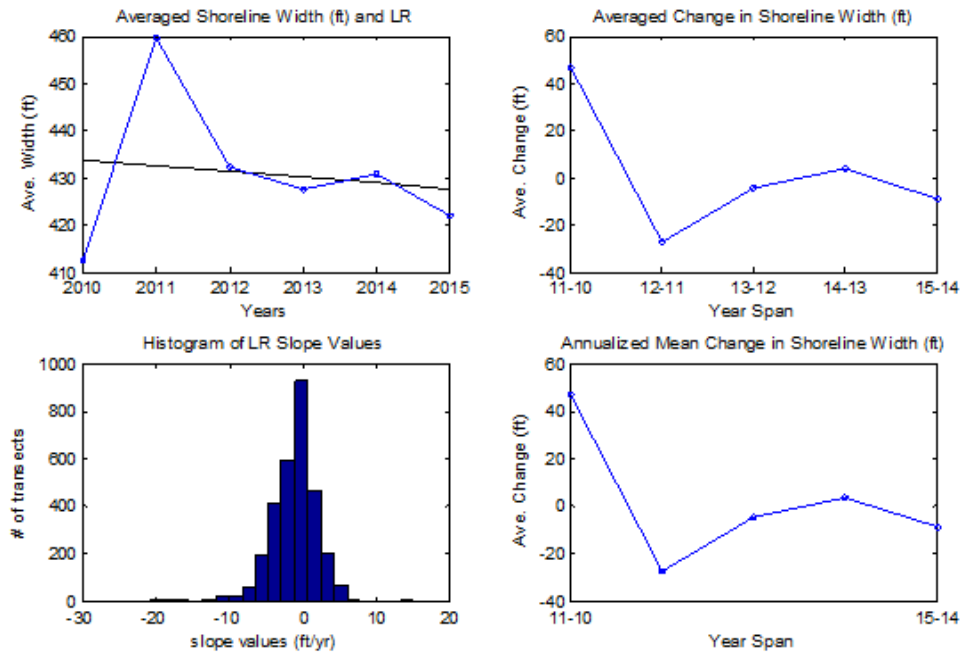 Averaged Shoreline Width (ft) and LR
460
450
440
430
420
410
Ave. Width (ft)
2010 2011 2012 2013 2014 2015
Years
Averaged Change in Shoreline Width (ft)
60
40
20
0
-20
-40
Ave. Change (ft)
11-10 12-11 13-12 14-13 15-14
Year Span
Histogram of LR Slope Values
1000
800
600
400
200
0
# of transects
-30 -20 -10 0 10 20
slope values (ft/yr)
Annualized Mean Change in Shoreline Width (ft)
60
40
20
0
-20
-40
Ave. Change (ft)
11-10 15-14
Year Span